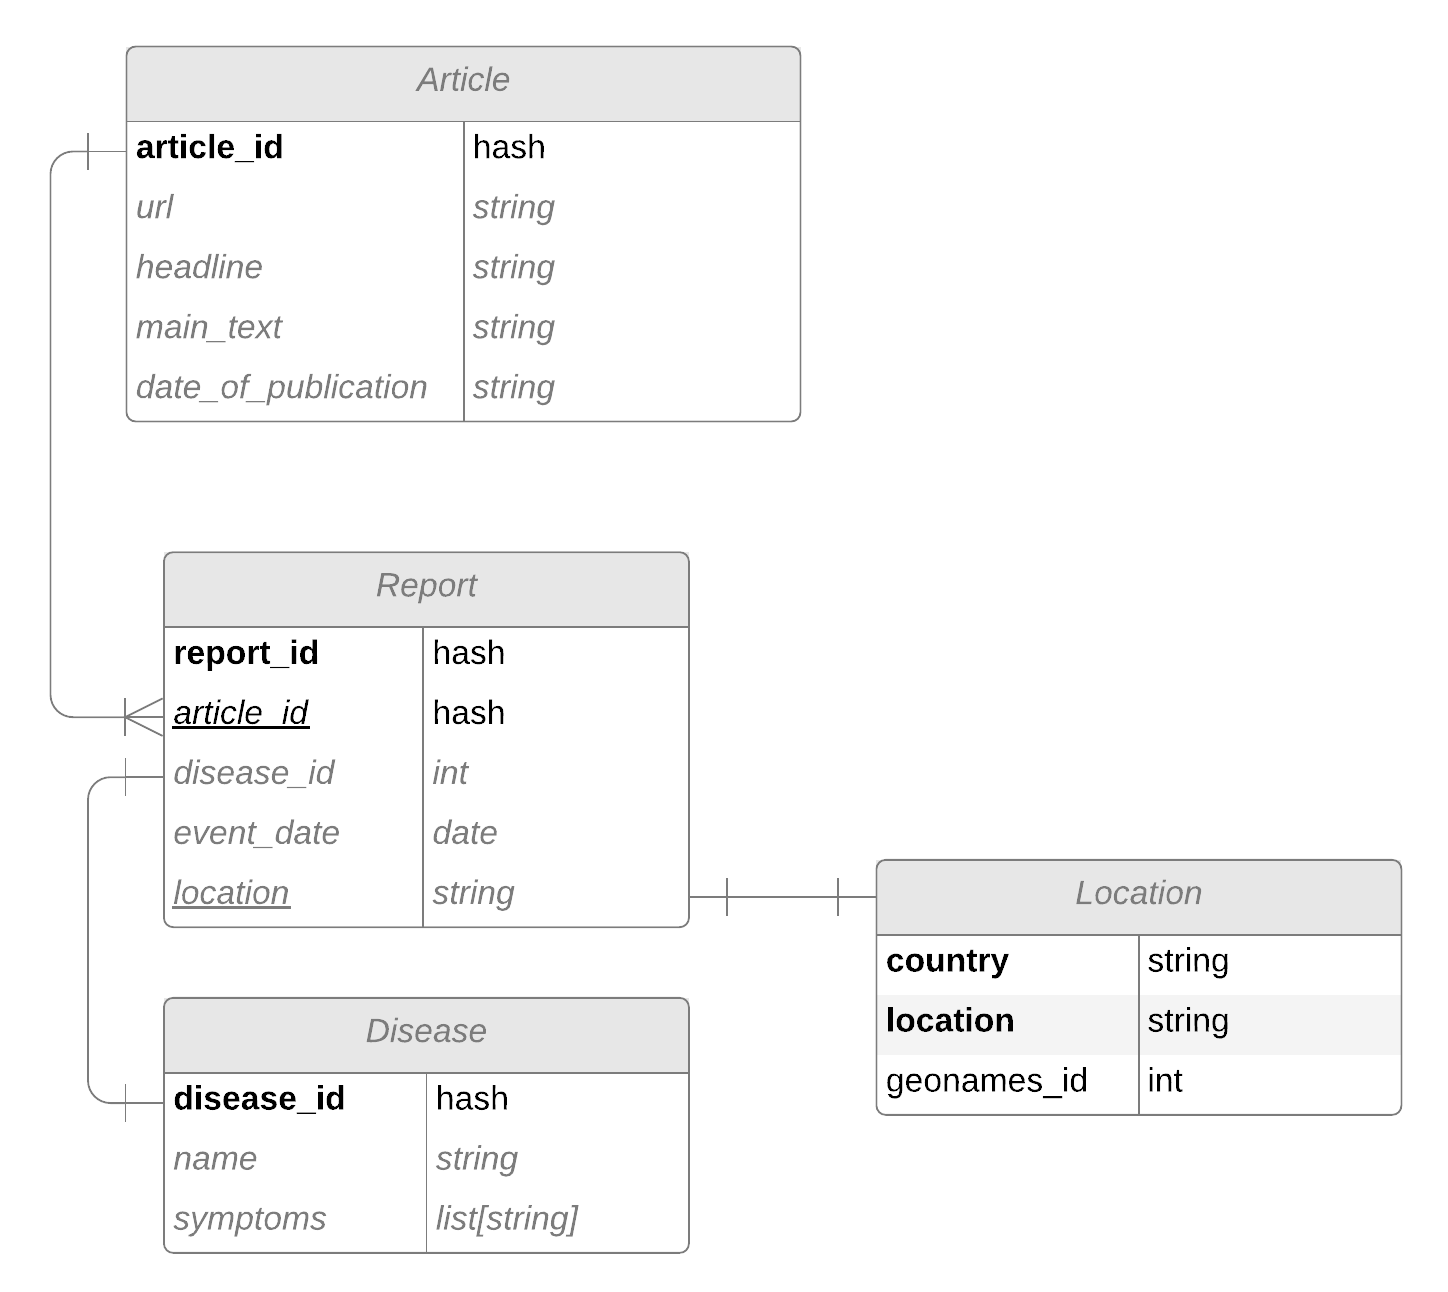 Article
article_id hash
url string
headline string
main_text string
date_of_publication string
Report
report_id hash
article_id hash
disease_id int
event_date date
location string
Location
country string
location string
geonames_id int
Disease
disease_id hash
name string
symptoms list[string]